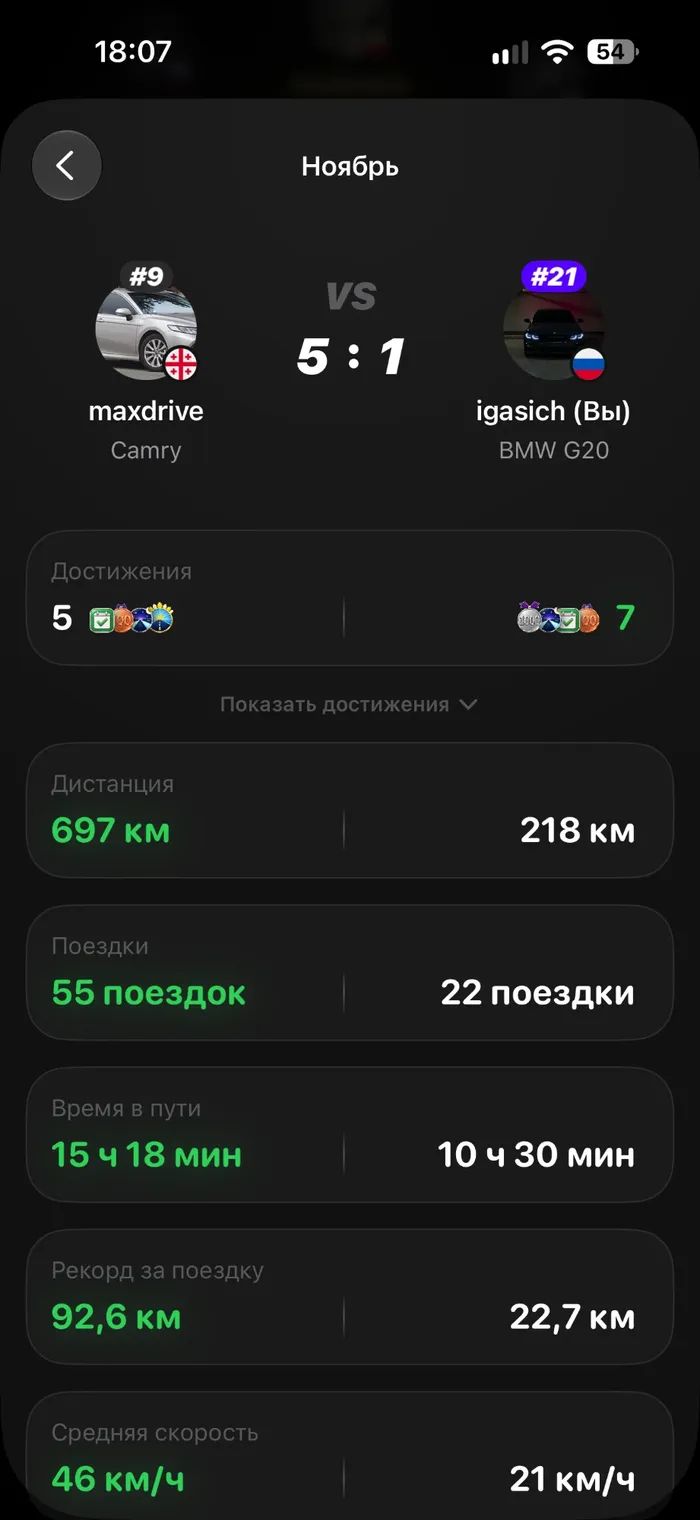 18:07
54
Ноябрь
#9
#21
VS
5 : 1
maxdrive
igasich (Вы)
Camry
BMW G20
Достижения
5
7
Показать достижения
Дистанция
697 км
218 км
Поездки
55 поездок
22 поездки
Время в пути
15 ч 18 мин
10 ч 30 мин
Рекорд за поездку
92,6 км
22,7 км
Средняя скорость
46 км/ч
21 км/ч